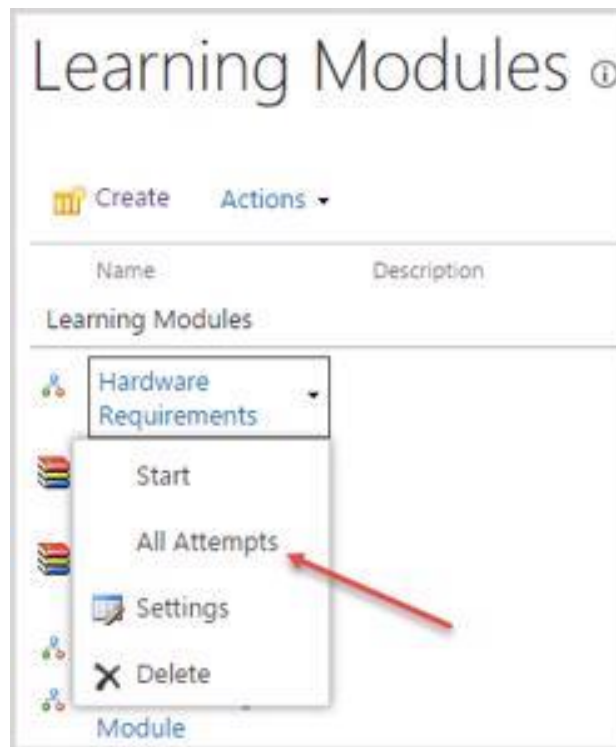 Learning Modules
Create Actions
Name Description
Learning Modules
Hardware
Requirements
Start
All Attempts
Settings
Delete
Module